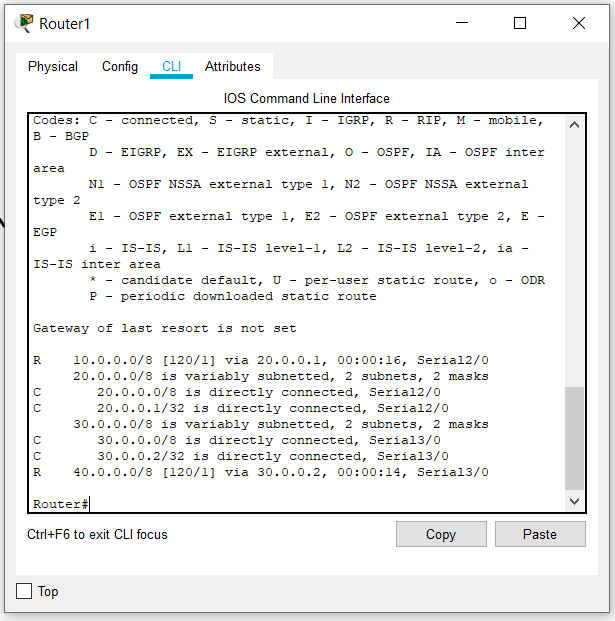 Router1
Physical Config CLI Attributes
IOS Command Line Interface
Codes: C - connected, S - static, I - IGRP, R - RIP, M - mobile,
B - BGP
D - EIGRP, EX - EIGRP external, O - OSPF, IA - OSPF inter
area
N1 - OSPF NSSA external type 1, N2 - OSPF NSSA external
type 2
E1 - OSPF external type 1, E2 - OSPF external type 2, E -
EGP
i - IS-IS, L1 - IS-IS level-1, L2 - IS-IS level-2, ia -
IS-IS inter area
* - candidate default, U - per-user static route, o - ODR
P - periodic downloaded static route
Gateway of last resort is not set
R 10.0.0.0/8 [120/1] via 20.0.0.1, 00:00:16, Serial2/0
20.0.0.0/8 is variably subnetted, 2 subnets, 2 masks
C 20.0.0.0/8 is directly connected, Serial2/0
C 20.0.0.1/32 is directly connected, Serial2/0
30.0.0.0/8 is variably subnetted, 2 subnets, 2 masks
C 30.0.0.0/8 is directly connected, Serial3/0
C 30.0.0.2/32 is directly connected, Serial3/0
R 40.0.0.0/8 [120/1] via 30.0.0.2, 00:00:14, Serial3/0
Router#
Ctrl+F6 to exit CLI focus
Copy Paste
Top